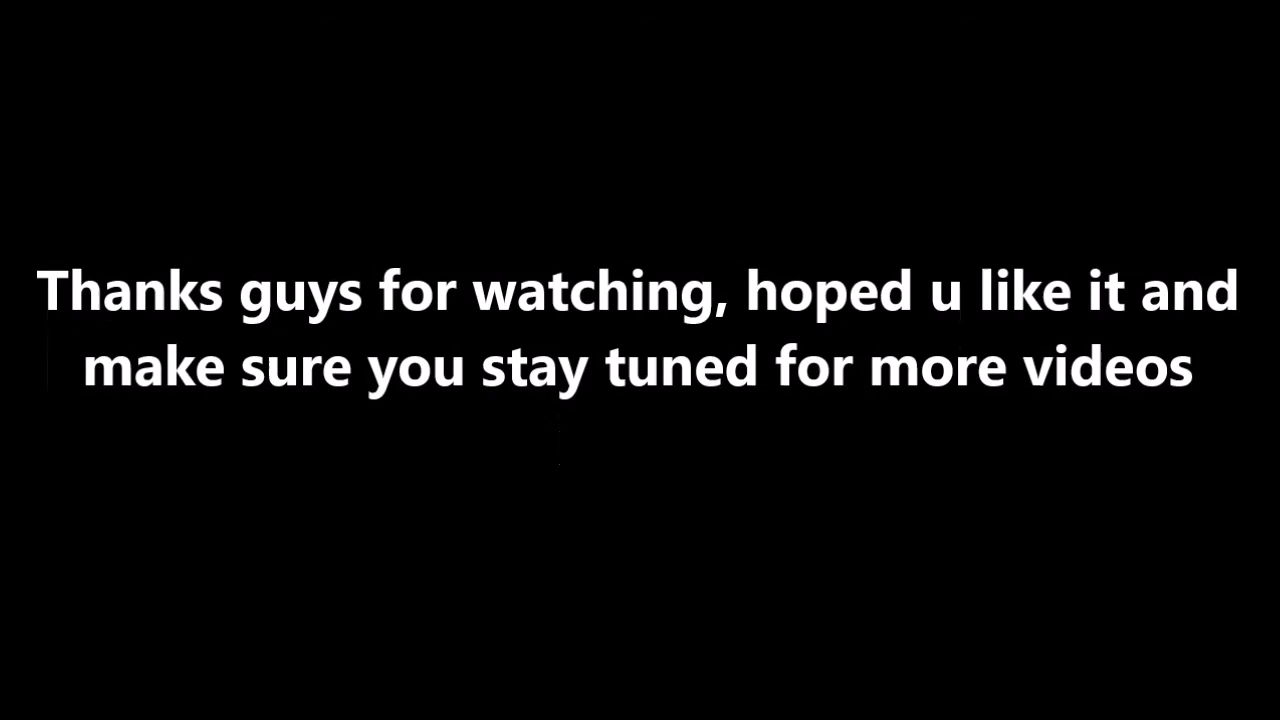 Thanks guys for watching, hoped u like it and
make sure you stay tuned for more videos